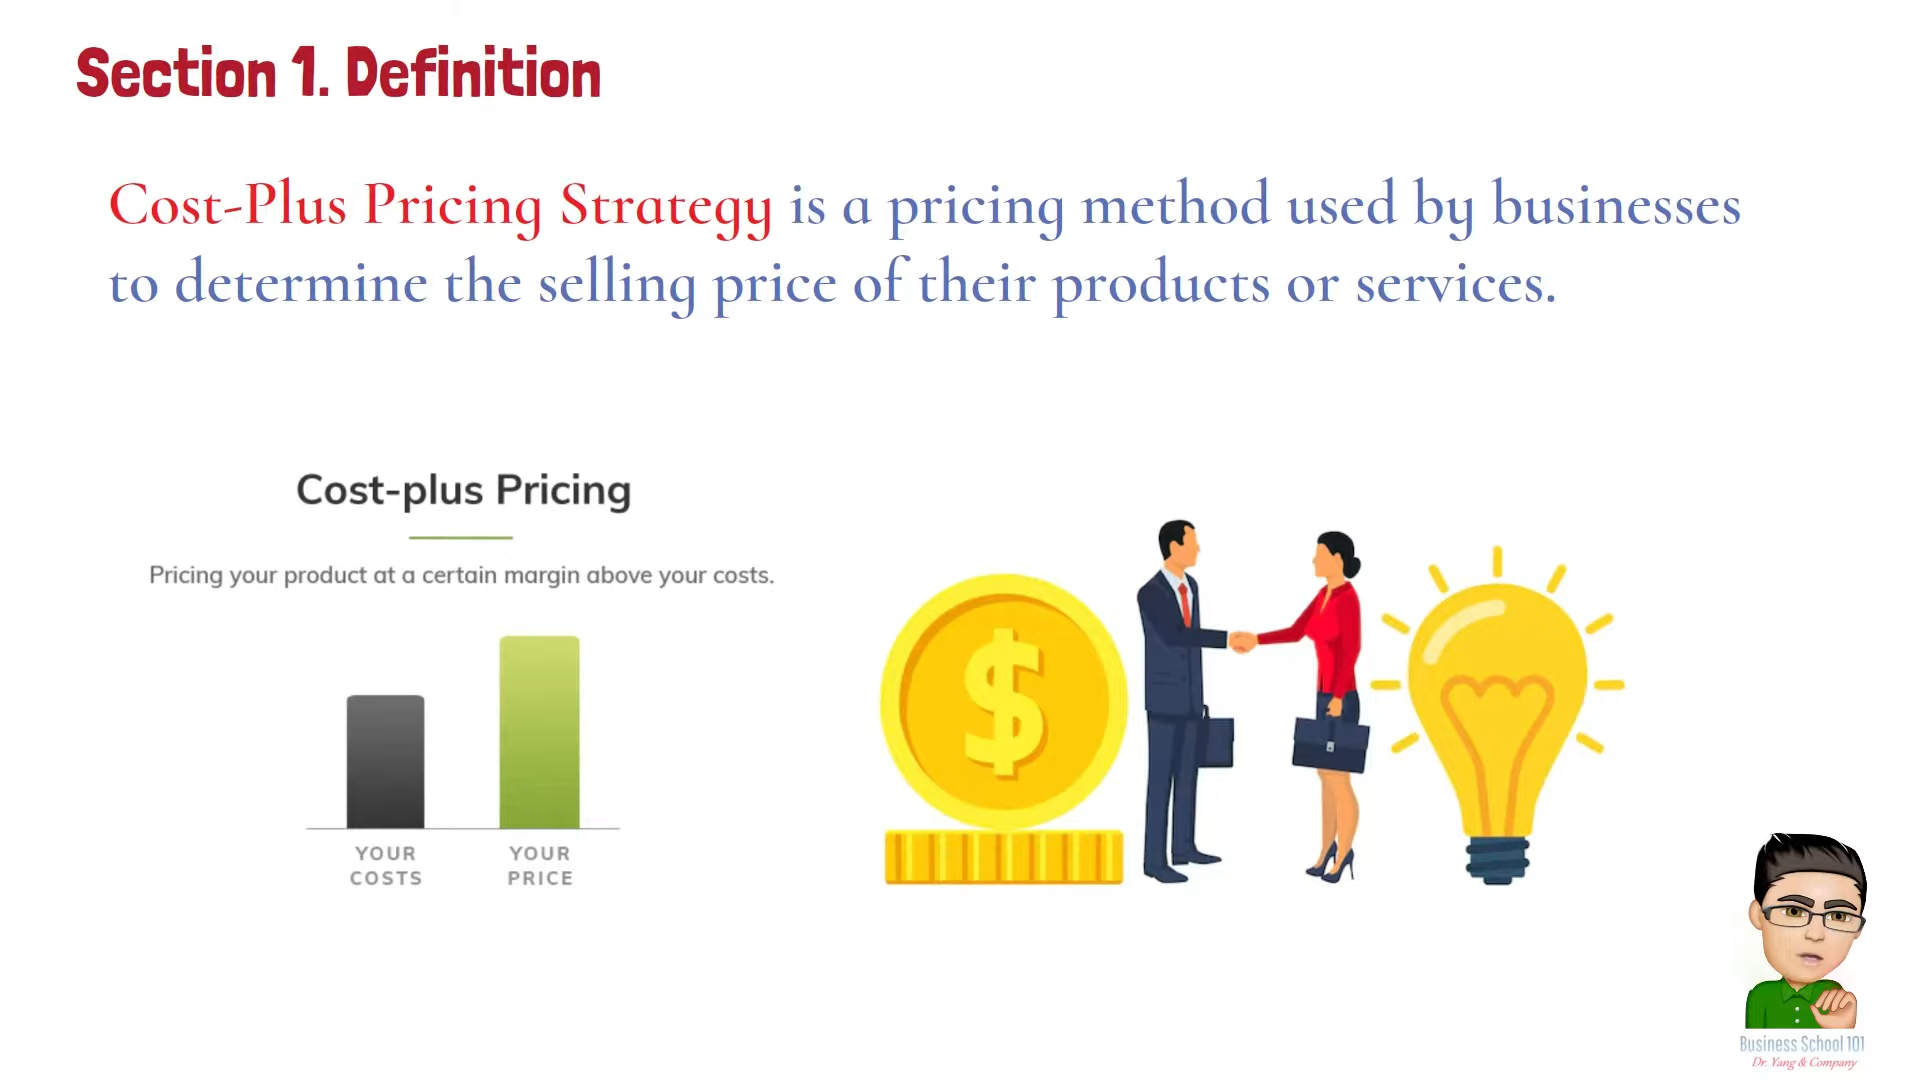 Section 1. Definition
Cost-Plus Pricing Strategy is a pricing method used by businesses
to determine the selling price of their products or services.
Cost-plus Pricing
Pricing your product at a certain margin above your costs.
YOUR
COSTS
YOUR
PRICE
$
Business School 101
Dr. Yang & Company